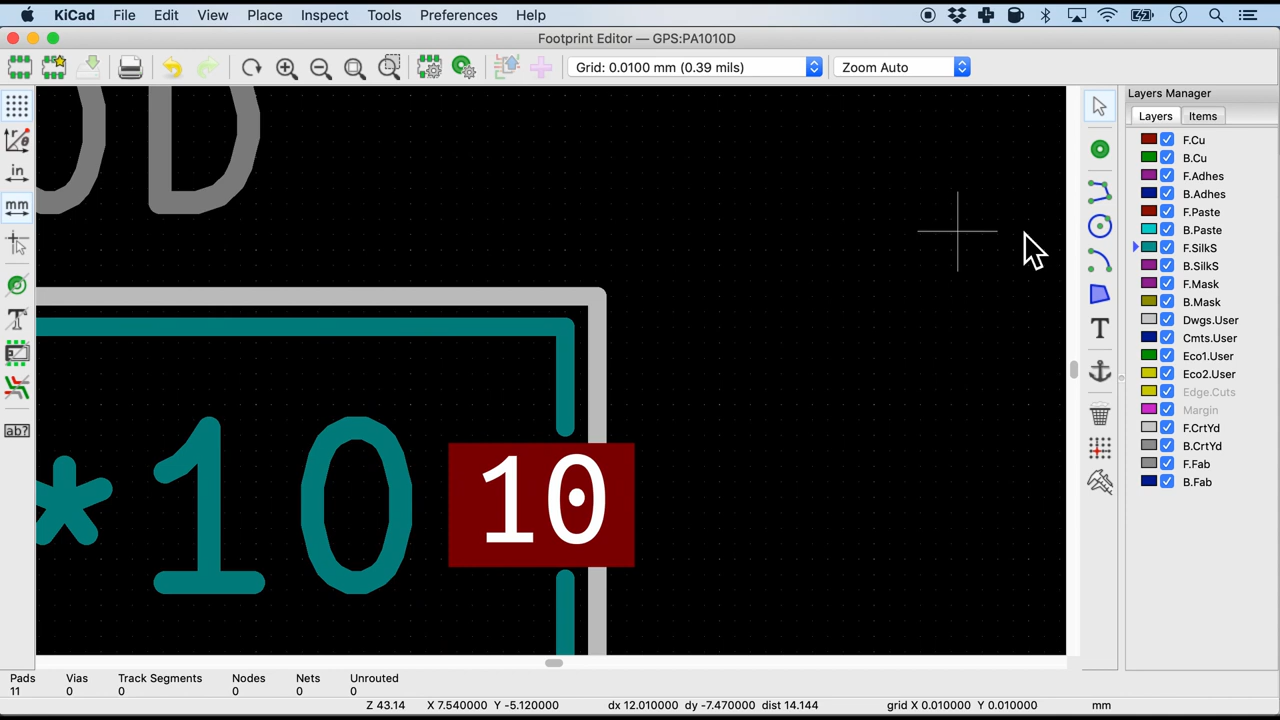 KiCad File Edit View Place Inspect Tools Preferences Help
Footprint Editor — GPS:PA1010D
Grid: 0.0100 mm (0.39 mils) Zoom Auto
Layers Manager
Layers Items
in
mm
ab?
T
D
*10
10
F.Cu
B.Cu
F.Adhes
B.Adhes
F.Paste
B.Paste
F.SilkS
B.SilkS
F.Mask
B.Mask
Dwgs.User
Cmts.User
Eco1.User
Eco2.User
Edge.Cuts
Margin
F.CrtYd
B.CrtYd
F.Fab
B.Fab
Pads Vias Track Segments Nodes Nets Unrouted
11 0 0 0 0 0
Z 43.14 X 7.540000 Y -5.120000 dx 12.010000 dy -7.470000 dist 14.144 grid X 0.010000 Y 0.010000 mm